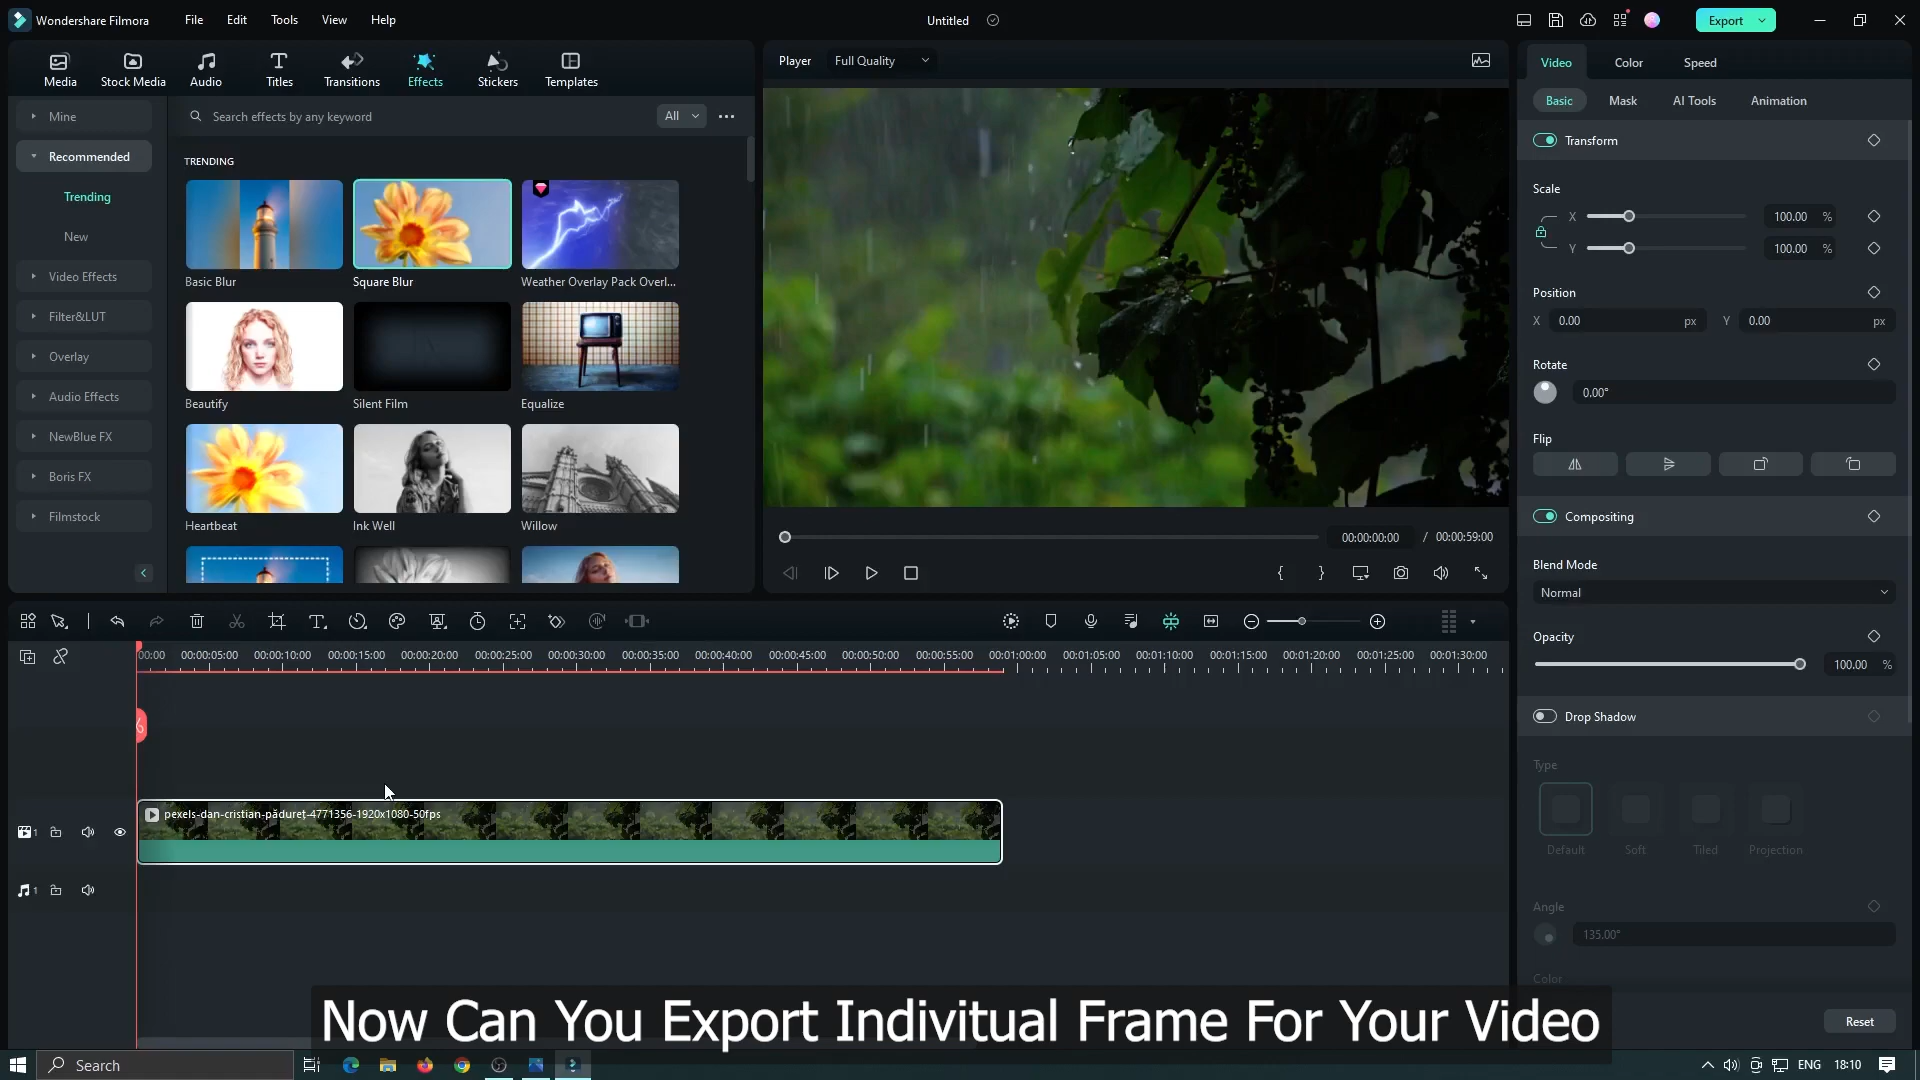 Wondershare Filmora
File
Edit
Tools
View
Help
Untitled
Export
Media
Stock Media
Audio
Titles
Transitions
Effects
Stickers
Templates
Mine
Recommended
Trending
New
Video Effects
Filter&LUT
Overlay
Audio Effects
NewBlue FX
Boris FX
Filmstock
Search effects by any keyword
All
TRENDING
Basic Blur
Square Blur
Weather Overlay Pack Overl...
Beautify
Silent Film
Equalize
Heartbeat
Ink Well
Willow
Player
Full Quality
00:00:00:00 / 00:00:59:00
Video
Color
Speed
Basic
Mask
AI Tools
Animation
Transform
Scale
X 100.00 %
Y 100.00 %
Position
X 0.00 px Y 0.00 px
Rotate
0.00°
Flip
Compositing
Blend Mode
Normal
Opacity
100.00 %
Drop Shadow
Type
Default
Soft
Tiled
Projection
Angle
135.00°
Color
Reset
00:00 00:00:05:00 00:00:10:00 00:00:15:00 00:00:20:00 00:00:25:00 00:00:30:00 00:00:35:00 00:00:40:00 00:00:45:00 00:00:50:00 00:00:55:00 00:01:00:00 00:01:05:00 00:01:10:00 00:01:15:00 00:01:20:00 00:01:25:00 00:01:30:00
pexels-dan-cristian-pădureț-4771356-1920x1080-50fps
1
1
Now Can You Export Indivitual Frame For Your Video
Search
ENG
18:10